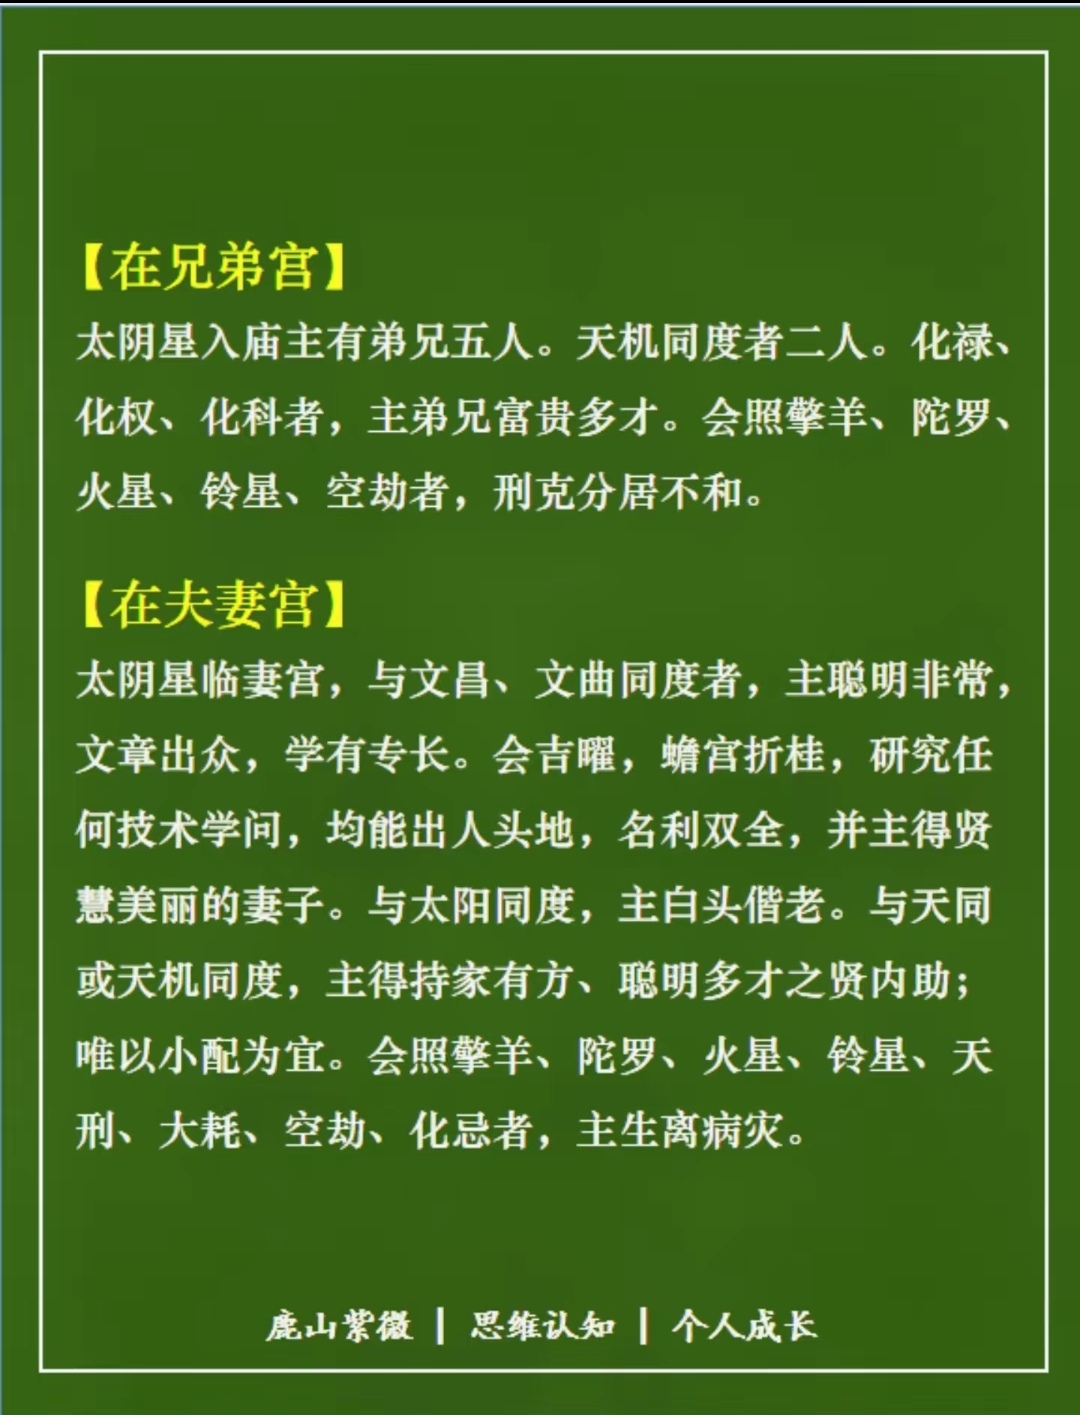 【在兄弟宫】
太阴星入庙主有弟兄五人。天机同度者二人。化禄、
化权、化科者，主弟兄富贵多才。会照擎羊、陀罗、
火星、铃星、空劫者，刑克分居不和。
【在夫妻宫】
太阴星临妻宫，与文昌、文曲同度者，主聪明非常，
文章出众，学有专长。会吉曜，蟾宫折桂，研究任
何技术学问，均能出人头地，名利双全，并主得贤
慧美丽的妻子。与太阳同度，主白头偕老。与天同
或天机同度，主得持家有方、聪明多才之贤内助；
唯以小配为宜。会照擎羊、陀罗、火星、铃星、天
刑、大耗、空劫、化忌者，主生离病灾。
鹿山紫微 | 思维认知 | 个人成长